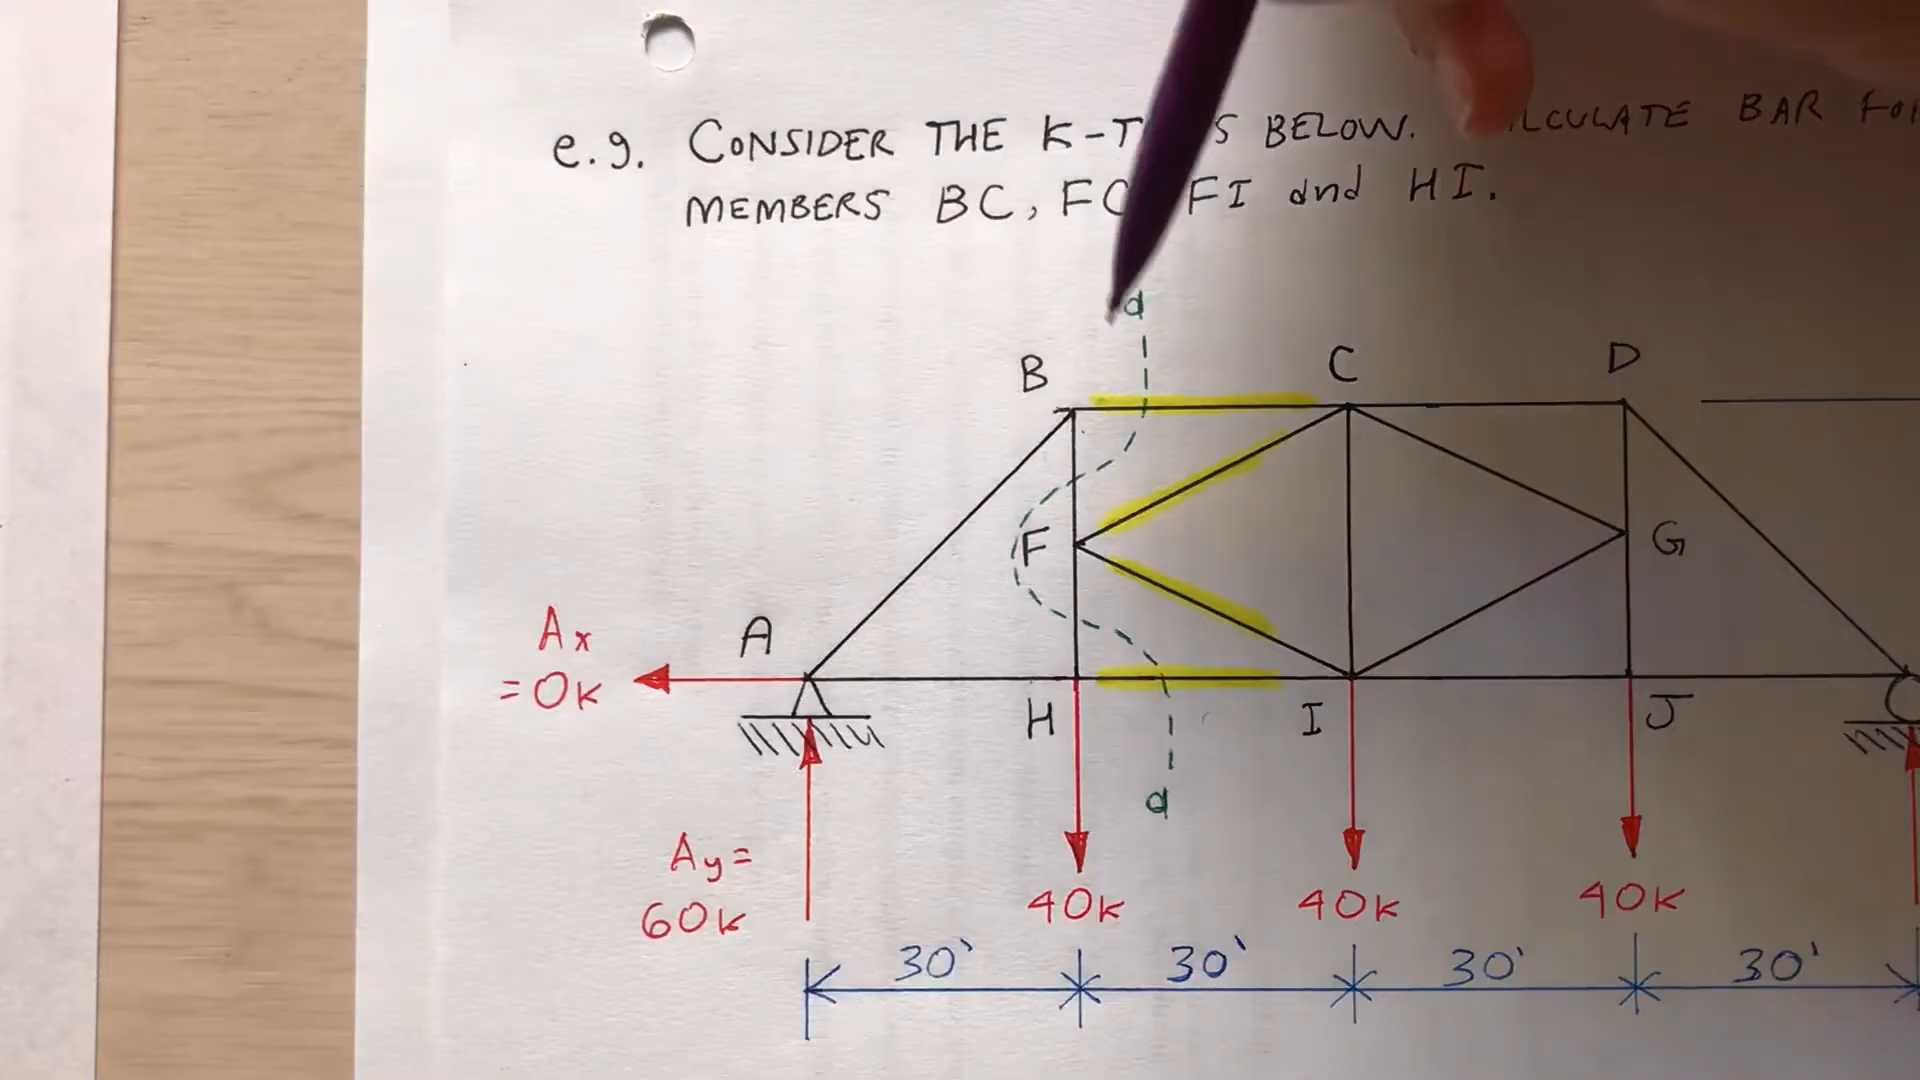 e.g. CONSIDER THE K-T S BELOW. LCULATE BAR FO
MEMBERS BC, FC FI and HI.
a
B
C
D
F
G
A
Ax
= 0K
H
I
J
a
Ay =
60K
40K
40K
40K
30'
30'
30'
30'